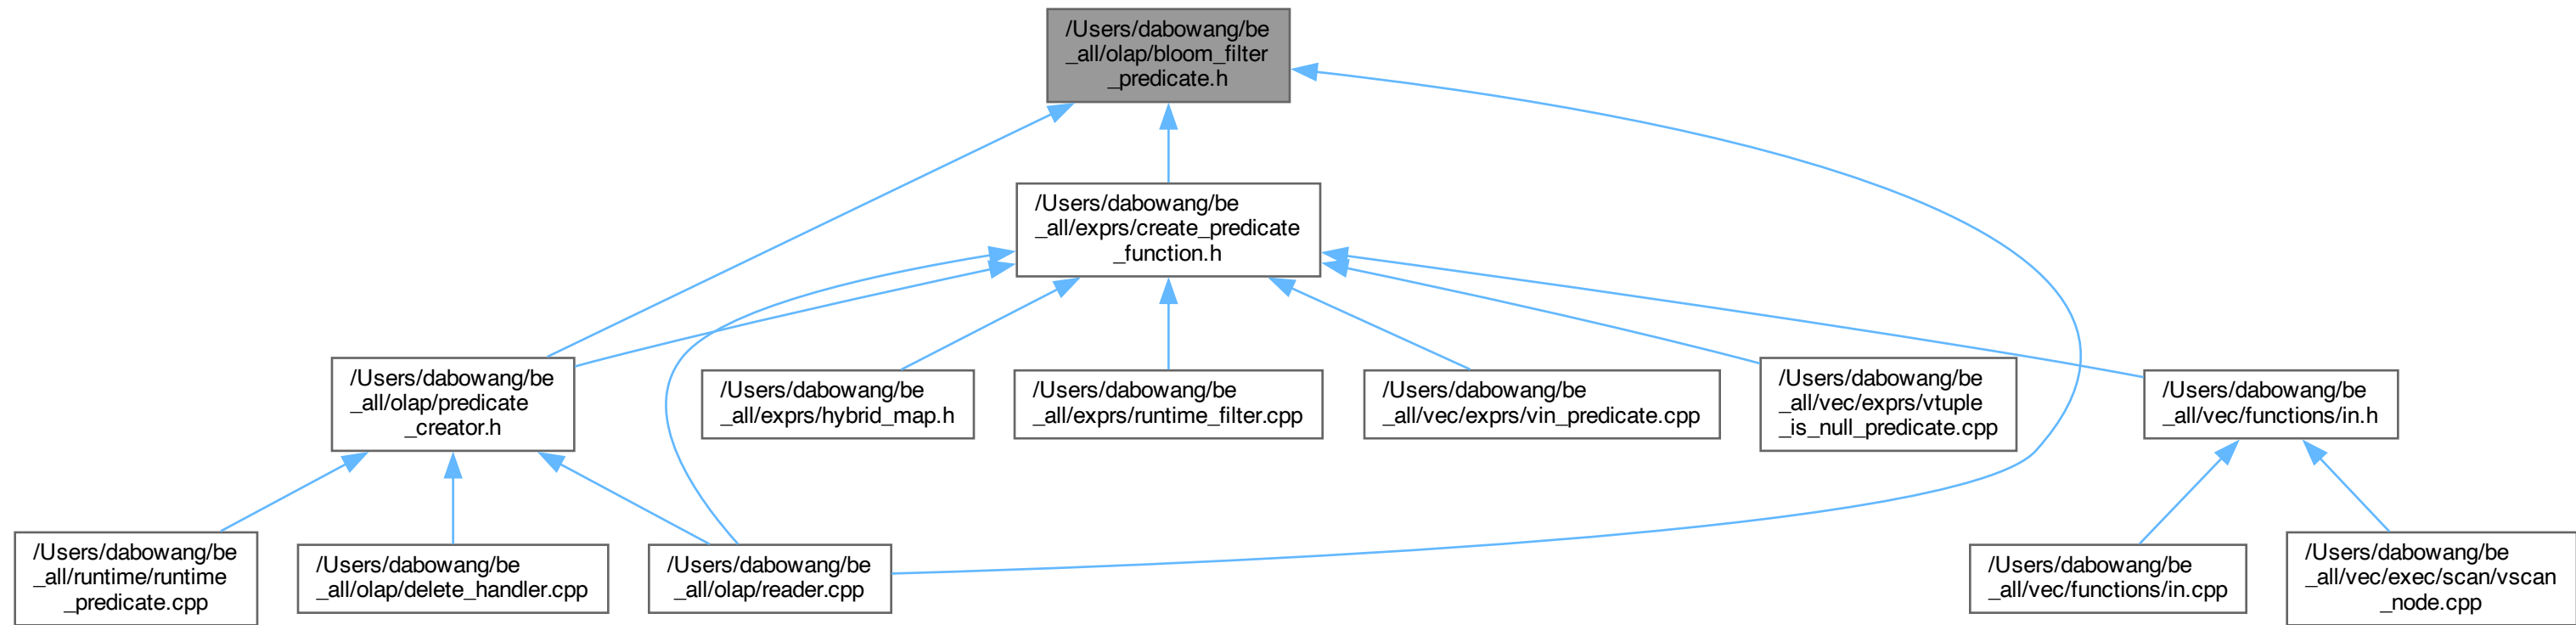 /Users/dabowang/be
_all/olap/bloom_filter
_predicate.h
/Users/dabowang/be
_all/exprs/create_predicate
_function.h
/Users/dabowang/be
_all/olap/predicate
_creator.h
/Users/dabowang/be
_all/exprs/hybrid_map.h
/Users/dabowang/be
_all/exprs/runtime_filter.cpp
/Users/dabowang/be
_all/vec/exprs/vin_predicate.cpp
/Users/dabowang/be
_all/vec/exprs/vtuple
_is_null_predicate.cpp
/Users/dabowang/be
_all/vec/functions/in.h
/Users/dabowang/be
_all/runtime/runtime
_predicate.cpp
/Users/dabowang/be
_all/olap/delete_handler.cpp
/Users/dabowang/be
_all/olap/reader.cpp
/Users/dabowang/be
_all/vec/functions/in.cpp
/Users/dabowang/be
_all/vec/exec/scan/vscan
_node.cpp